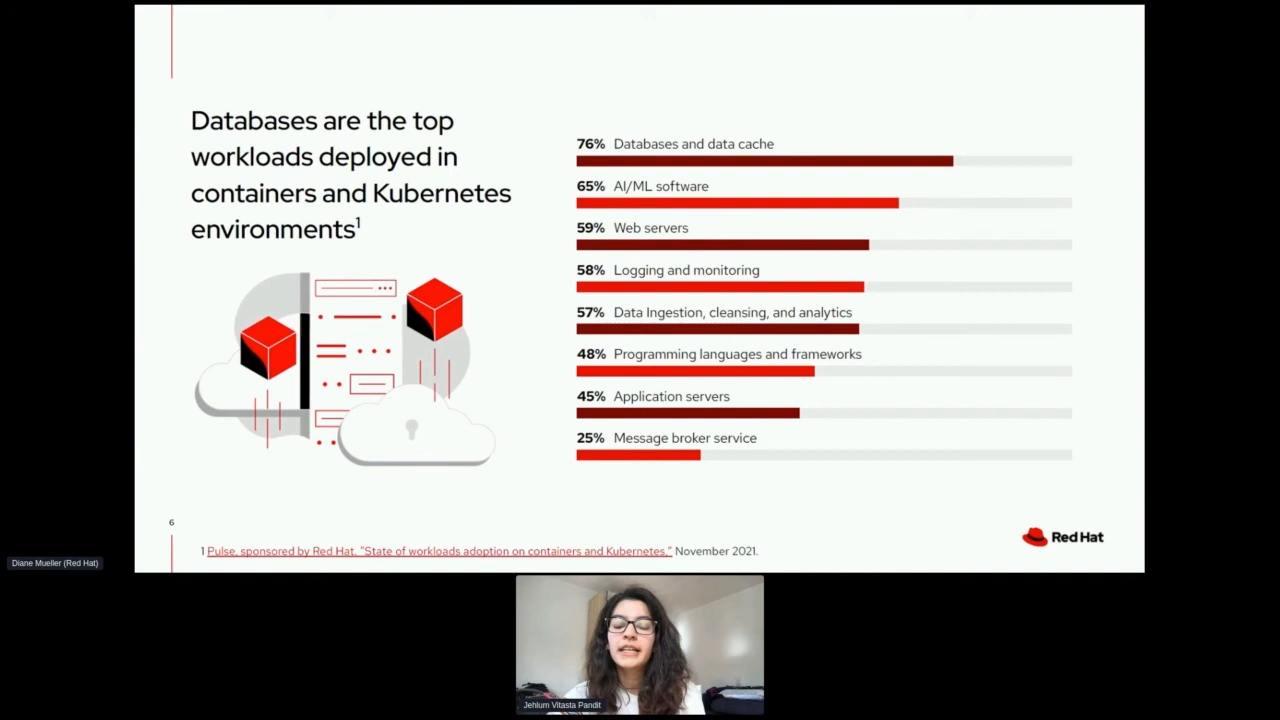 Databases are the top
workloads deployed in
containers and Kubernetes
environments¹
76% Databases and data cache
65% AI/ML software
59% Web servers
58% Logging and monitoring
57% Data Ingestion, cleansing, and analytics
48% Programming languages and frameworks
45% Application servers
25% Message broker service
6
1 Pulse, sponsored by Red Hat. “State of workloads adoption on containers and Kubernetes.” November 2021.
Red Hat
Diane Mueller (Red Hat)
Jehlum Vitasta Pandit